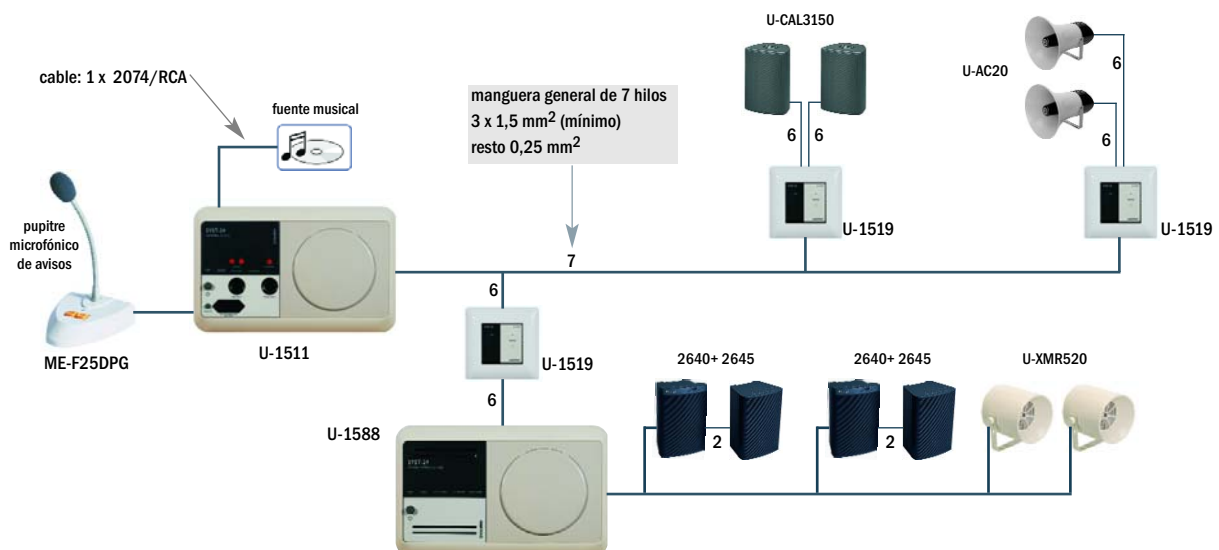 U-CAL3150
U-AC20
cable: 1 x 2074/RCA
fuente musical
manguera general de 7 hilos
3 x 1,5 mm² (mínimo)
resto 0,25 mm²
6
6
6
6
pupitre
microfónico
de avisos
U-1519
U-1519
7
6
ME-F25DPG
U-1511
U-1519
6
2640+ 2645
2640+ 2645
U-XMR520
2
2
U-1588